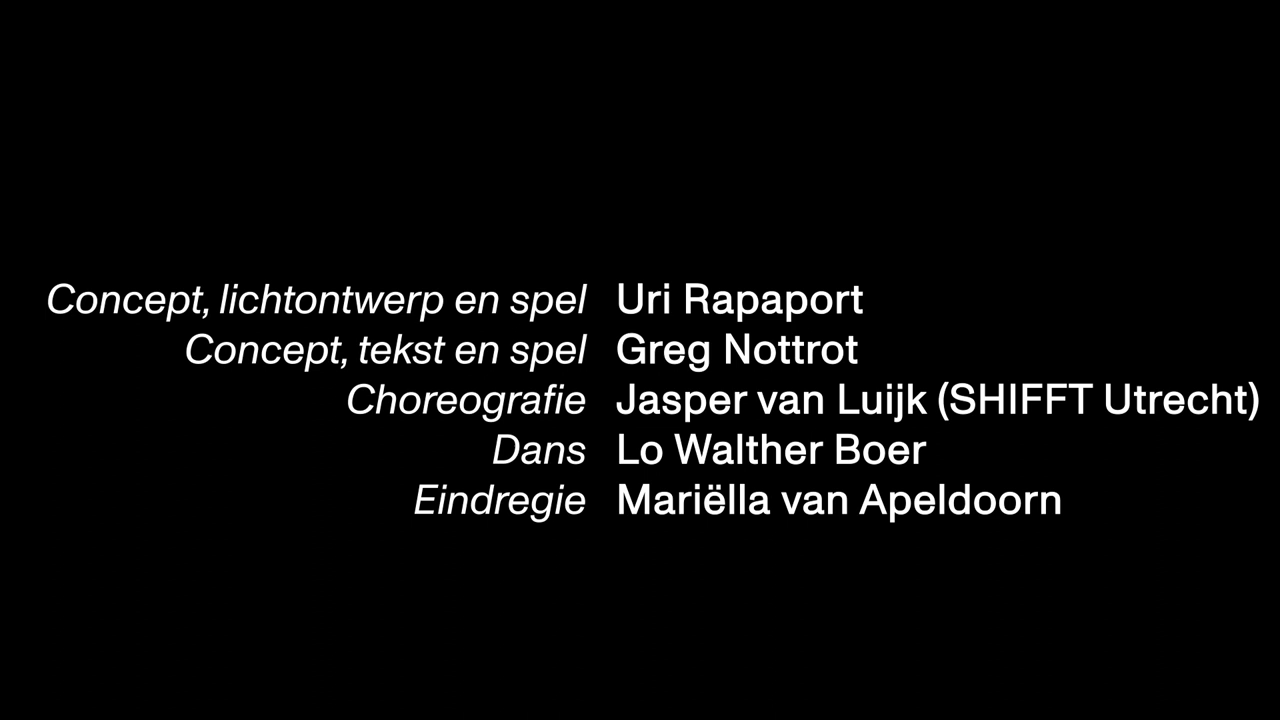 Concept, lichtontwerp en spel Uri Rapaport
Concept, tekst en spel Greg Nottrot
Choreografie Jasper van Luijk (SHIFFT Utrecht)
Dans Lo Walther Boer
Eindregie Mariëlla van Apeldoorn